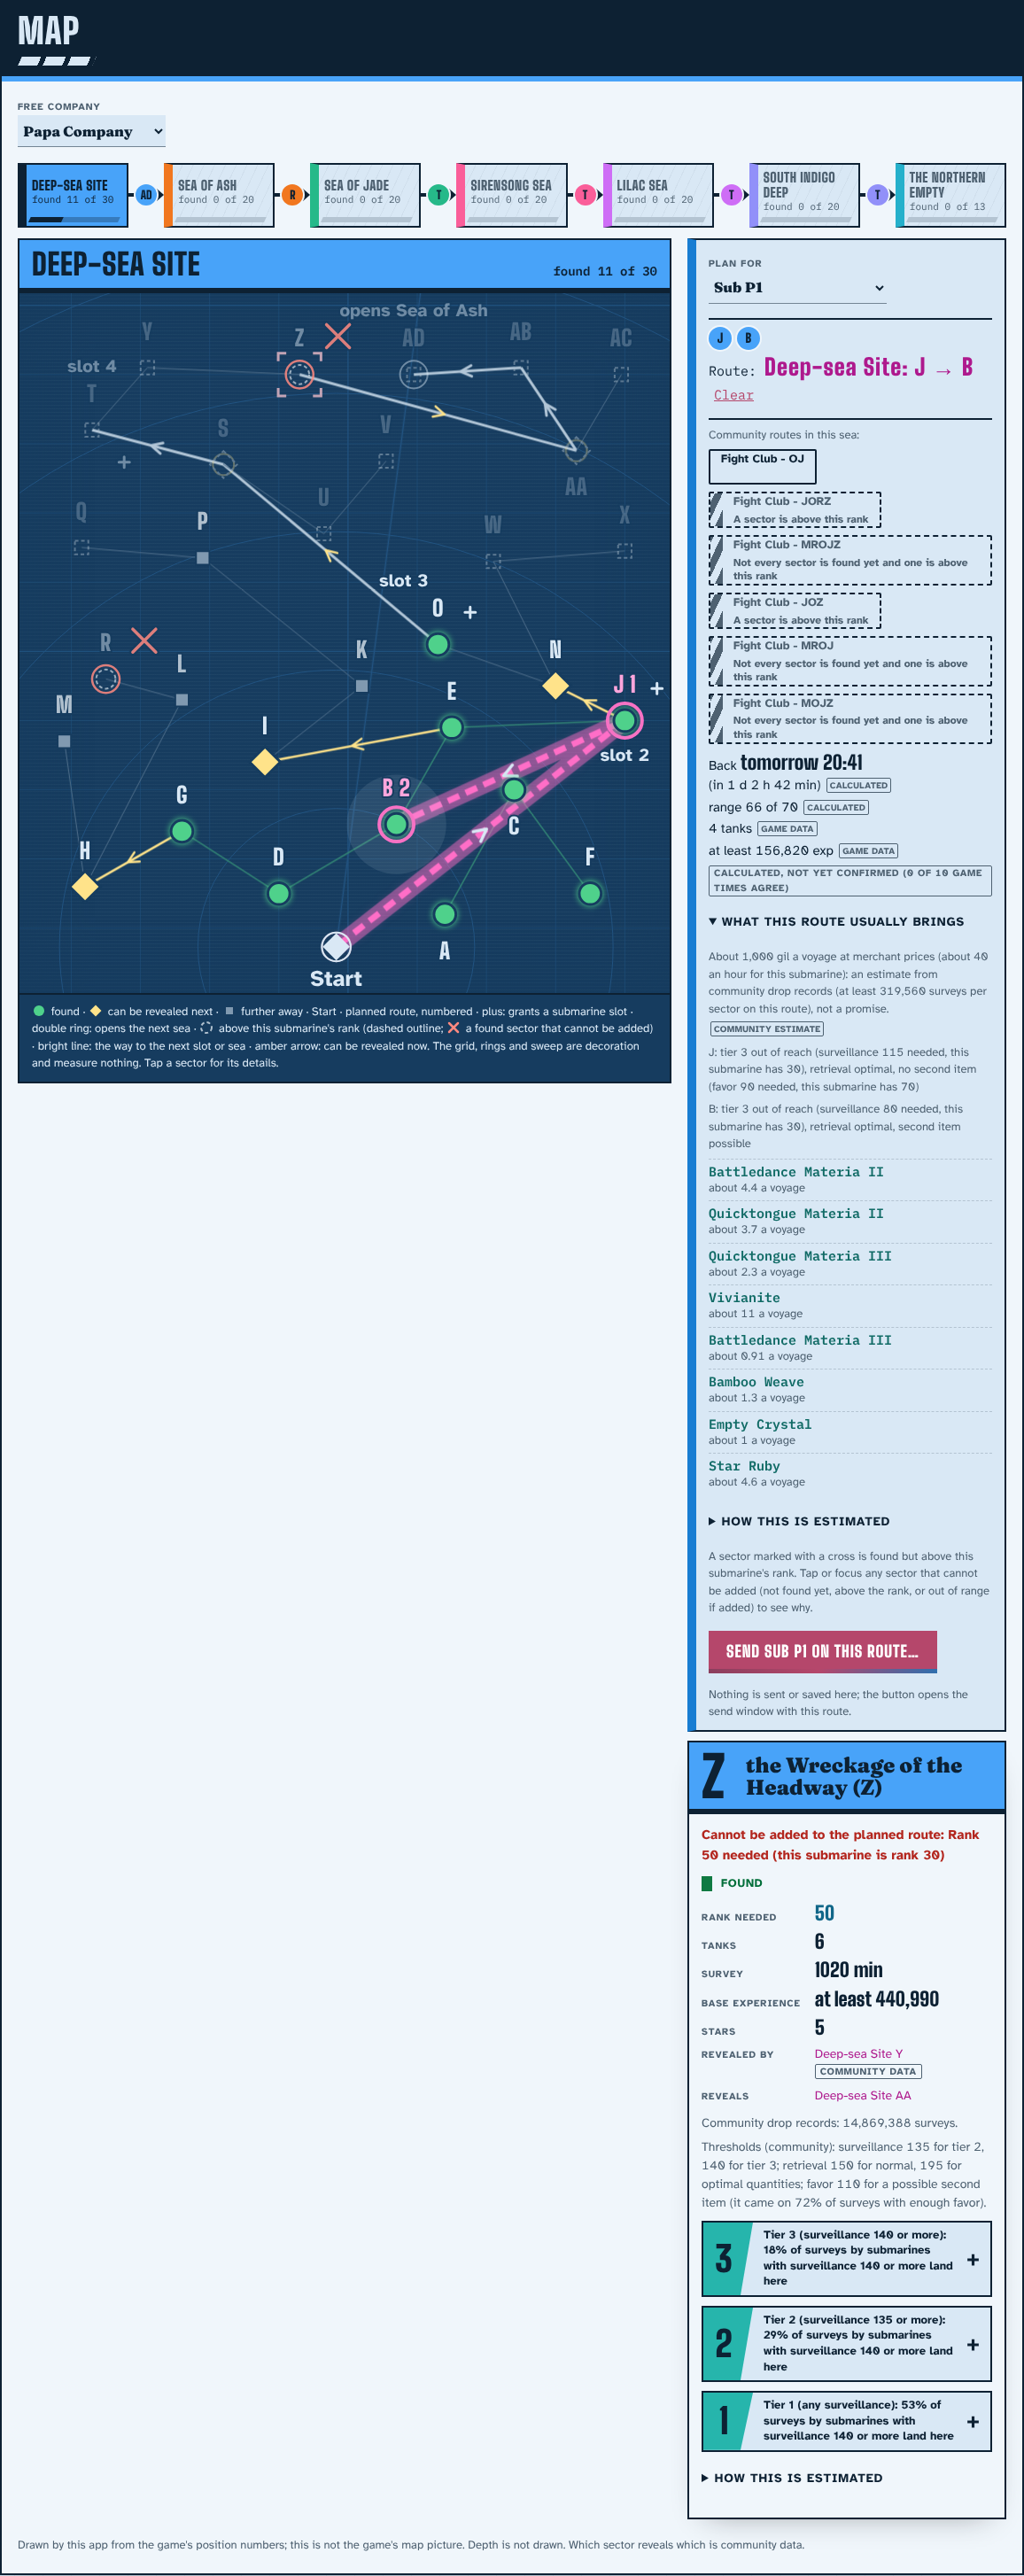 MAP
FREE COMPANY
Papa Company
DEEP-SEA SITE
found 11 of 30
AD
SEA OF ASH
found 0 of 20
R
SEA OF JADE
found 0 of 20
T
SIRENSONG SEA
found 0 of 20
T
LILAC SEA
found 0 of 20
T
SOUTH INDIGO
DEEP
found 0 of 20
T
THE NORTHERN
EMPTY
found 0 of 13
DEEP-SEA SITE
found 11 of 30
opens Sea of Ash
Y
Z
AD
AB
AC
slot 4
T
S
V
AA
Q
P
U
W
X
slot 3
O
R
L
K
N
M
E
J 1
I
slot 2
G
B 2
C
H
D
F
A
Start
found · can be revealed next · further away · Start · planned route, numbered · plus: grants a submarine slot ·
double ring: opens the next sea · above this submarine's rank (dashed outline; a found sector that cannot be added)
· bright line: the way to the next slot or sea · amber arrow: can be revealed now. The grid, rings and sweep are decoration
and measure nothing. Tap a sector for its details.
PLAN FOR
Sub P1
J B
Route: Deep-sea Site: J → B
Clear
Community routes in this sea:
Fight Club - OJ
Fight Club - JORZ
A sector is above this rank
Fight Club - MROJZ
Not every sector is found yet and one is above
this rank
Fight Club - JOZ
A sector is above this rank
Fight Club - MROJ
Not every sector is found yet and one is above
this rank
Fight Club - MOJZ
Not every sector is found yet and one is above
this rank
Back tomorrow 20:41
(in 1 d 2 h 42 min) CALCULATED
range 66 of 70 CALCULATED
4 tanks GAME DATA
at least 156,820 exp GAME DATA
CALCULATED, NOT YET CONFIRMED (0 OF 10 GAME
TIMES AGREE)
▼ WHAT THIS ROUTE USUALLY BRINGS
About 1,000 gil a voyage at merchant prices (about 40
an hour for this submarine): an estimate from
community drop records (at least 319,560 surveys per
sector on this route), not a promise.
COMMUNITY ESTIMATE
J: tier 3 out of reach (surveillance 115 needed, this
submarine has 30), retrieval optimal, no second item
(favor 90 needed, this submarine has 70)
B: tier 3 out of reach (surveillance 80 needed, this
submarine has 30), retrieval optimal, second item
possible
Battledance Materia II
about 4.4 a voyage
Quicktongue Materia II
about 3.7 a voyage
Quicktongue Materia III
about 2.3 a voyage
Vivianite
about 11 a voyage
Battledance Materia III
about 0.91 a voyage
Bamboo Weave
about 1.3 a voyage
Empty Crystal
about 1 a voyage
Star Ruby
about 4.6 a voyage
▶ HOW THIS IS ESTIMATED
A sector marked with a cross is found but above this
submarine's rank. Tap or focus any sector that cannot
be added (not found yet, above the rank, or out of range
if added) to see why.
SEND SUB P1 ON THIS ROUTE...
Nothing is sent or saved here; the button opens the
send window with this route.
Z
the Wreckage of the
Headway (Z)
Cannot be added to the planned route: Rank
50 needed (this submarine is rank 30)
FOUND
RANK NEEDED 50
TANKS 6
SURVEY 1020 min
BASE EXPERIENCE at least 440,990
STARS 5
REVEALED BY Deep-sea Site Y
COMMUNITY DATA
REVEALS Deep-sea Site AA
Community drop records: 14,869,388 surveys.
Thresholds (community): surveillance 135 for tier 2,
140 for tier 3; retrieval 150 for normal, 195 for
optimal quantities; favor 110 for a possible second
item (it came on 72% of surveys with enough favor).
3
Tier 3 (surveillance 140 or more):
18% of surveys by submarines
with surveillance 140 or more land
here
+
2
Tier 2 (surveillance 135 or more):
29% of surveys by submarines
with surveillance 140 or more land
here
+
1
Tier 1 (any surveillance): 53% of
surveys by submarines with
surveillance 140 or more land here
+
▶ HOW THIS IS ESTIMATED
Drawn by this app from the game's position numbers; this is not the game's map picture. Depth is not drawn. Which sector reveals which is community data.